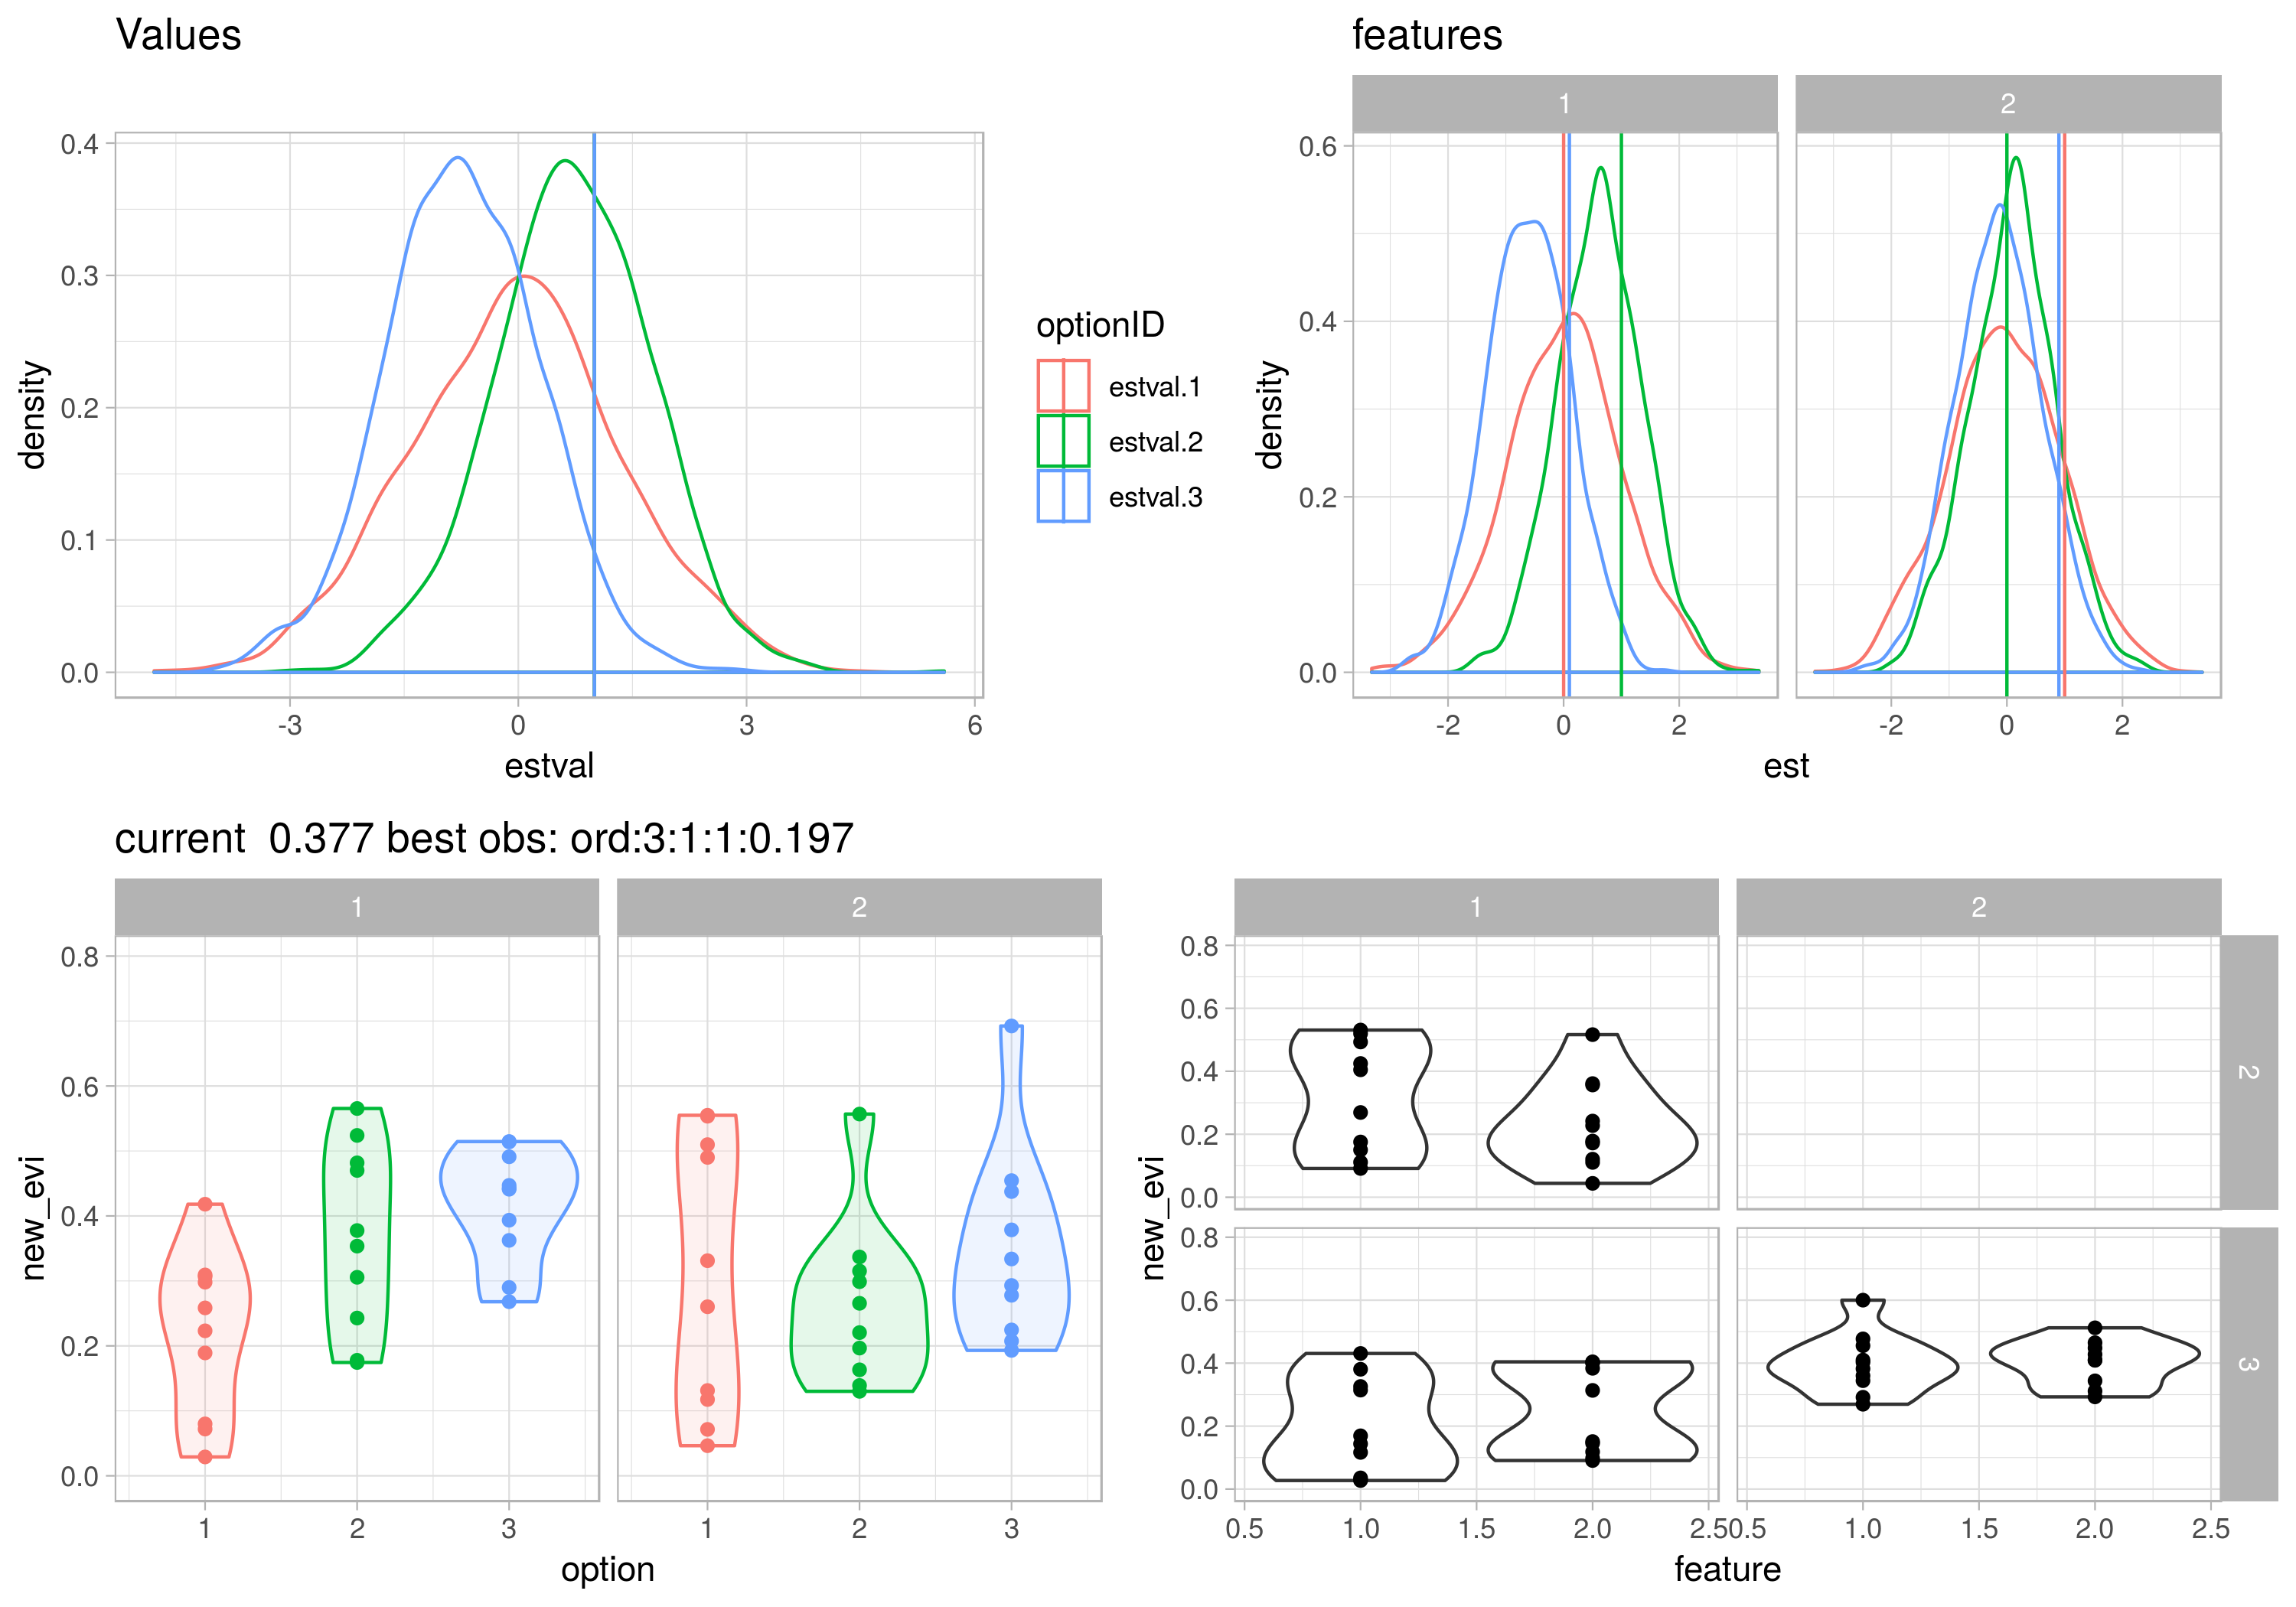 Values
density
0.4
0.3
0.2
0.1
0.0
-3 0 3 6
estval
optionID
estval.1
estval.2
estval.3
features
1 2
density
0.6
0.4
0.2
0.0
-2 0 2 -2 0 2
est
current 0.377 best obs: ord:3:1:1:0.197
1 2
new_evi
0.8
0.6
0.4
0.2
0.0
1 2 3 1 2 3
option
1 2
new_evi
0.8
0.6
0.4
0.2
0.0
2
0.8
0.6
0.4
0.2
0.0
3
0.5 1.0 1.5 2.0 2.5 0.5 1.0 1.5 2.0 2.5
feature